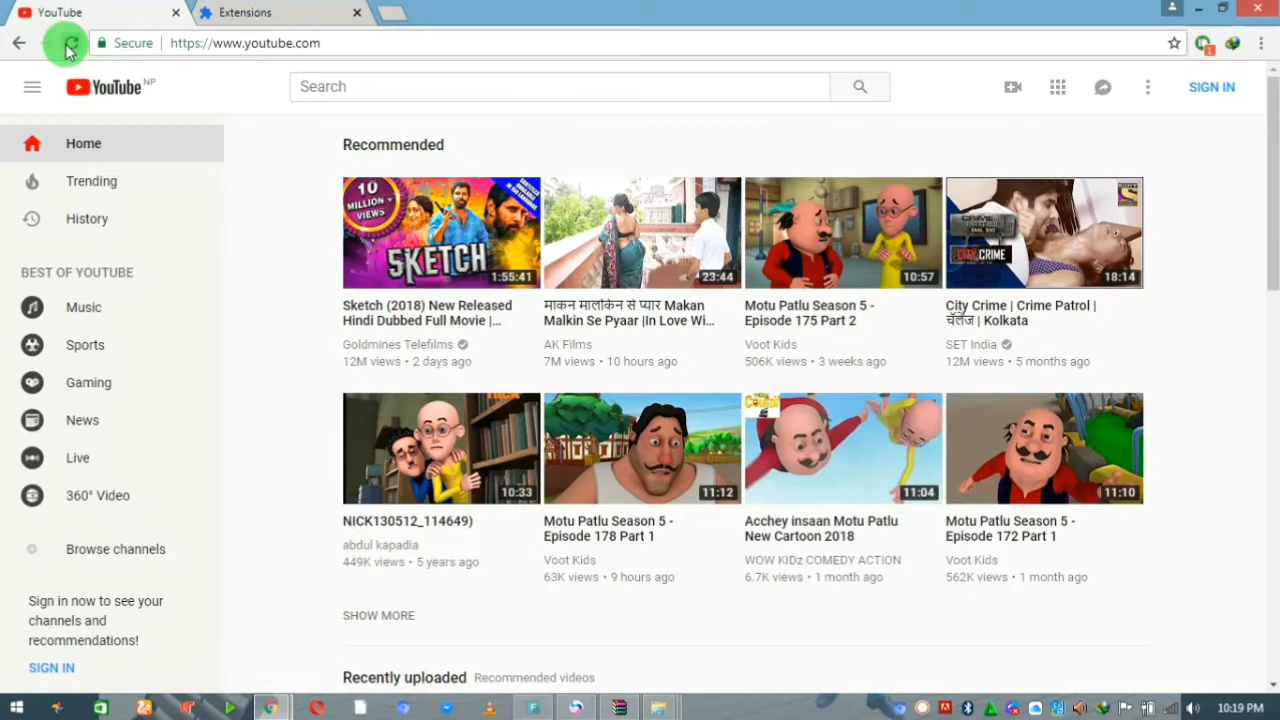 YouTube
Extensions
Secure
https://www.youtube.com
1
YouTube NP
Search
SIGN IN
Home
Trending
History
BEST OF YOUTUBE
Music
Sports
Gaming
News
Live
360° Video
Browse channels
Sign in now to see your
channels and
recommendations!
SIGN IN
Recommended
10
MILLION+
VIEWS
SKETCH
1:55:41
Sketch (2018) New Released
Hindi Dubbed Full Movie |...
Goldmines Telefilms
12M views • 2 days ago
23:44
माकन मालकिन से प्यार Makan
Malkin Se Pyaar |In Love Wi...
AK Films
7M views • 10 hours ago
10:57
Motu Patlu Season 5 -
Episode 175 Part 2
Voot Kids
506K views • 3 weeks ago
SONY
CITY CRIME
18:14
City Crime | Crime Patrol |
चॅलेंज | Kolkata
SET India
12M views • 5 months ago
10:33
NICK130512_114649)
abdul kapadia
449K views • 5 years ago
11:12
Motu Patlu Season 5 -
Episode 178 Part 1
Voot Kids
63K views • 9 hours ago
11:04
Acchey insaan Motu Patlu
New Cartoon 2018
WOW KIDz COMEDY ACTION
6.7K views • 1 month ago
11:10
Motu Patlu Season 5 -
Episode 172 Part 1
Voot Kids
562K views • 1 month ago
SHOW MORE
Recently uploaded Recommended videos
10:19 PM